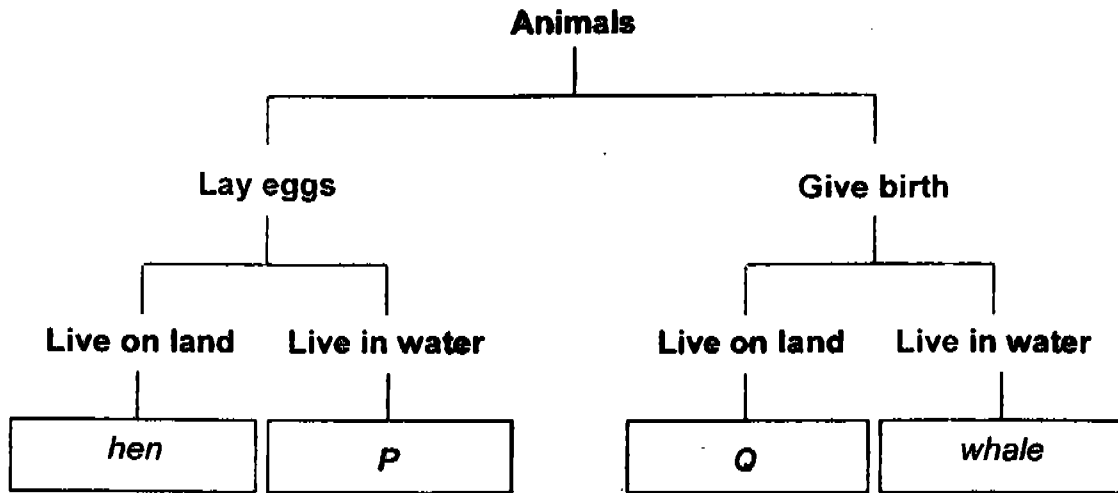 Animals
Lay eggs
Give birth
Live on land
Live in water
Live on land
Live in water
hen
P
Q
whale